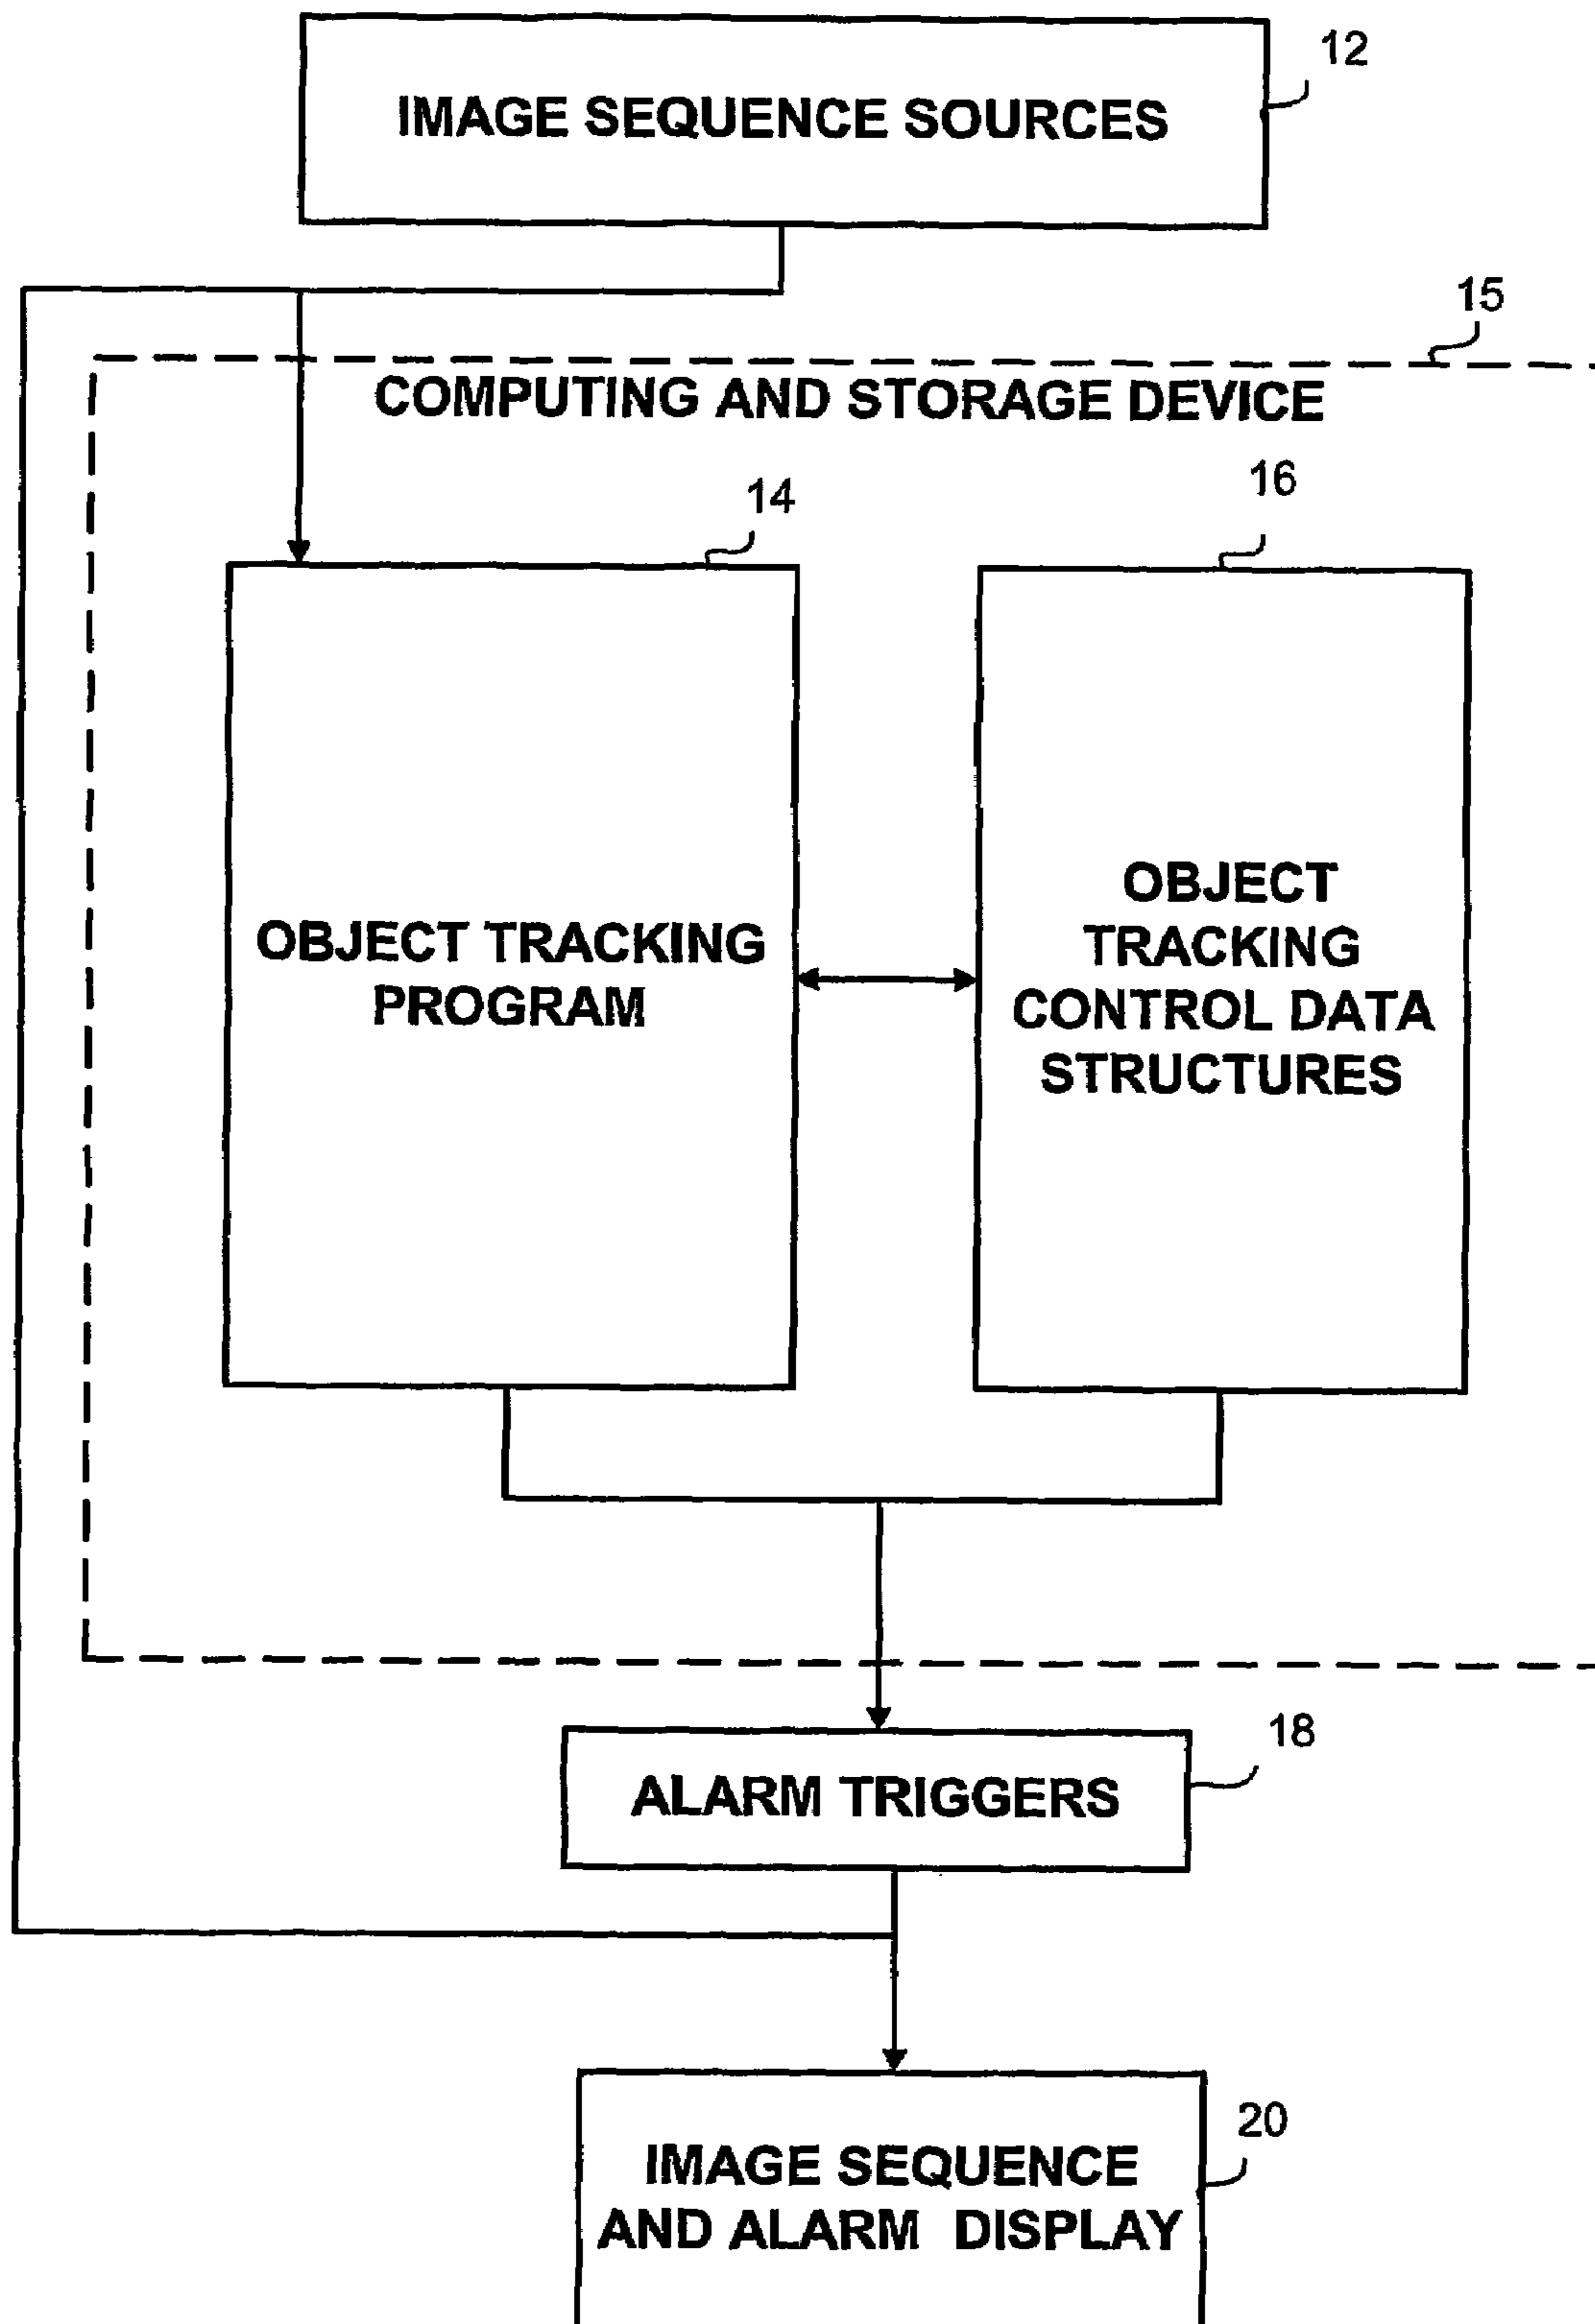 12
IMAGE SEQUENCE SOURCES
15
COMPUTING AND STORAGE DEVICE
14
16
OBJECT TRACKING
PROGRAM
OBJECT
TRACKING
CONTROL DATA
STRUCTURES
18
ALARM TRIGGERS
20
IMAGE SEQUENCE
AND ALARM DISPLAY